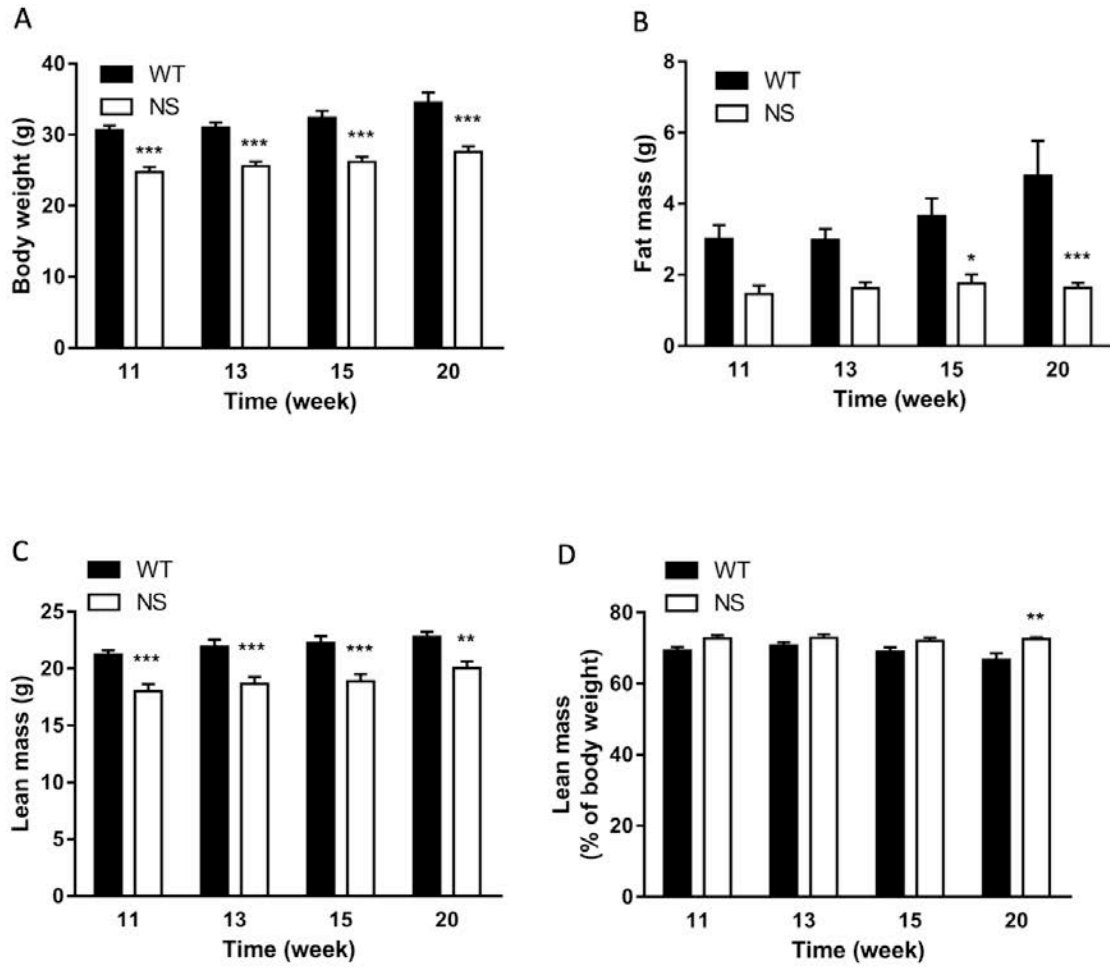 A
WT
NS
Body weight (g)
40
30
20
10
0
*** *** *** ***
11 13 15 20
Time (week)
B
WT
NS
Fat mass (g)
8
6
4
2
0
* ***
11 13 15 20
Time (week)
C
WT
NS
Lean mass (g)
25
20
15
10
5
0
*** *** *** **
11 13 15 20
Time (week)
D
WT
NS
Lean mass
(% of body weight)
80
60
40
20
0
**
11 13 15 20
Time (week)